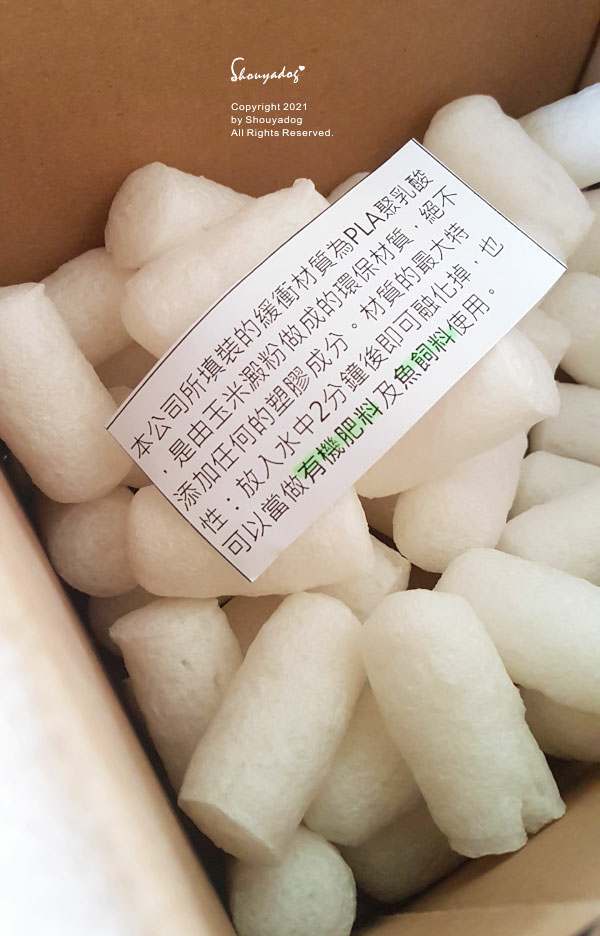 Shouyadog
Copyright 2021
by Shouyadog
All Rights Reserved.
本公司所填裝的緩衝材質為PLA聚乳酸
，是由玉米澱粉做成的環保材質，絕不
添加任何的塑膠成分。材質的最大特
性：放入水中2分鐘後即可融化掉，也
可以當做有機肥料及魚飼料使用。